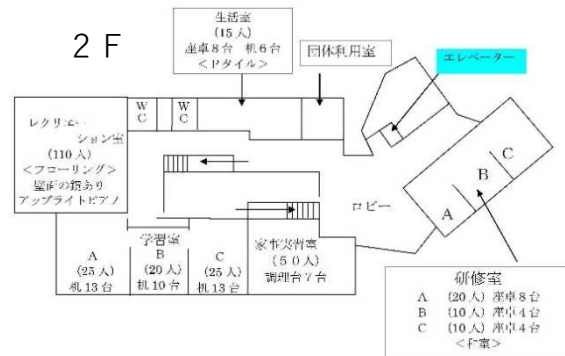 ２Ｆ
生活室
（15人）
座卓８台　机６台
＜Ｐタイル＞
団体利用室
エレベーター
レクリエー
ション室
（110人）
＜フローリング＞
壁面の鏡あり
アップライトピアノ
Ｗ
Ｃ
Ｗ
Ｃ
ロビー
Ａ
Ｂ
Ｃ
学習室
Ａ
（25人）
机13台
Ｂ
（20人）
机10台
Ｃ
（25人）
机13台
家事実習室
（５０人）
調理台７台
研修室
Ａ　（20人）座卓８台
Ｂ　（10人）座卓４台
Ｃ　（10人）座卓４台
＜和室＞